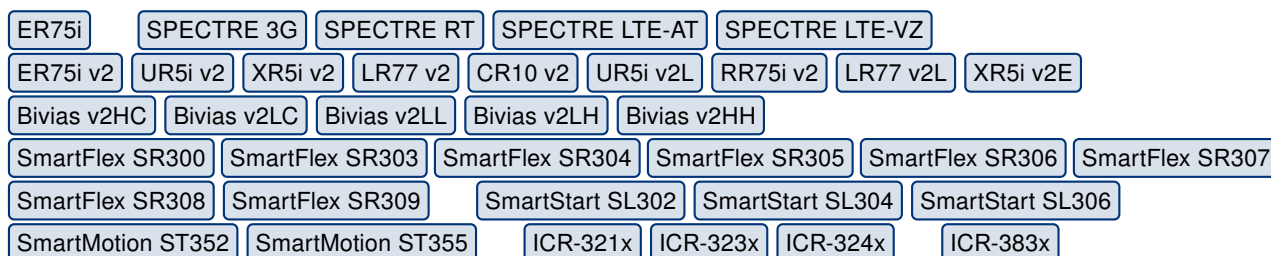 ER75i SPECTRE 3G SPECTRE RT SPECTRE LTE-AT SPECTRE LTE-VZ
ER75i v2 UR5i v2 XR5i v2 LR77 v2 CR10 v2 UR5i v2L RR75i v2 LR77 v2L XR5i v2E
Bivias v2HC Bivias v2LC Bivias v2LL Bivias v2LH Bivias v2HH
SmartFlex SR300 SmartFlex SR303 SmartFlex SR304 SmartFlex SR305 SmartFlex SR306 SmartFlex SR307
SmartFlex SR308 SmartFlex SR309 SmartStart SL302 SmartStart SL304 SmartStart SL306
SmartMotion ST352 SmartMotion ST355 ICR-321x ICR-323x ICR-324x ICR-383x